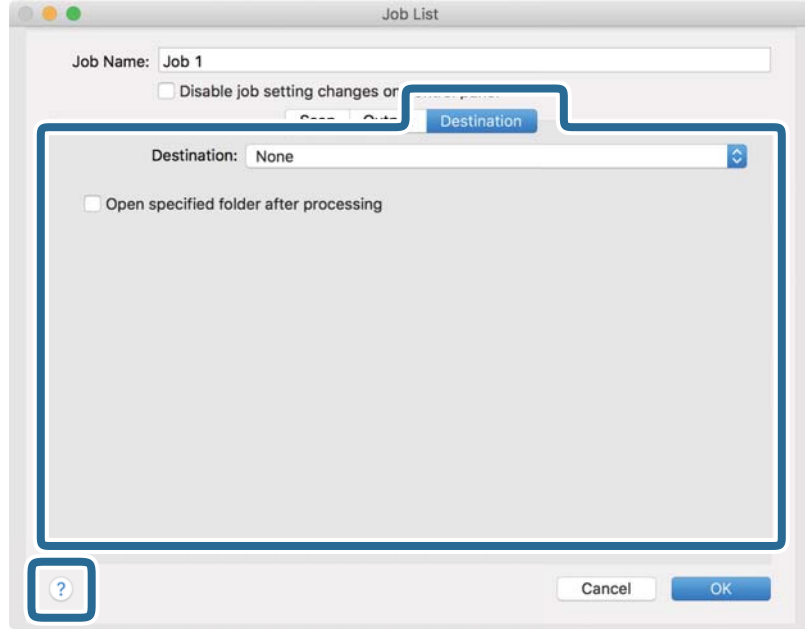 Job List
Job Name: Job 1
Disable job setting changes on
Destination
Destination: None
Open specified folder after processing
?
Cancel OK